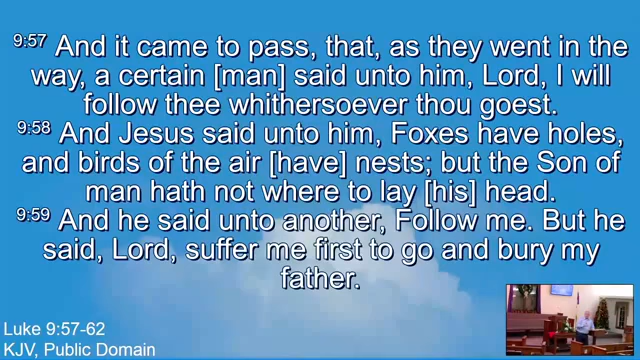 9:57 And it came to pass, that, as they went in the
way, a certain [man] said unto him, Lord, I will
follow thee whithersoever thou goest.
9:58 And Jesus said unto him, Foxes have holes,
and birds of the air [have] nests; but the Son of
man hath not where to lay [his] head.
9:59 And he said unto another, Follow me. But he
said, Lord, suffer me first to go and bury my
father.
Luke 9:57-62
KJV, Public Domain